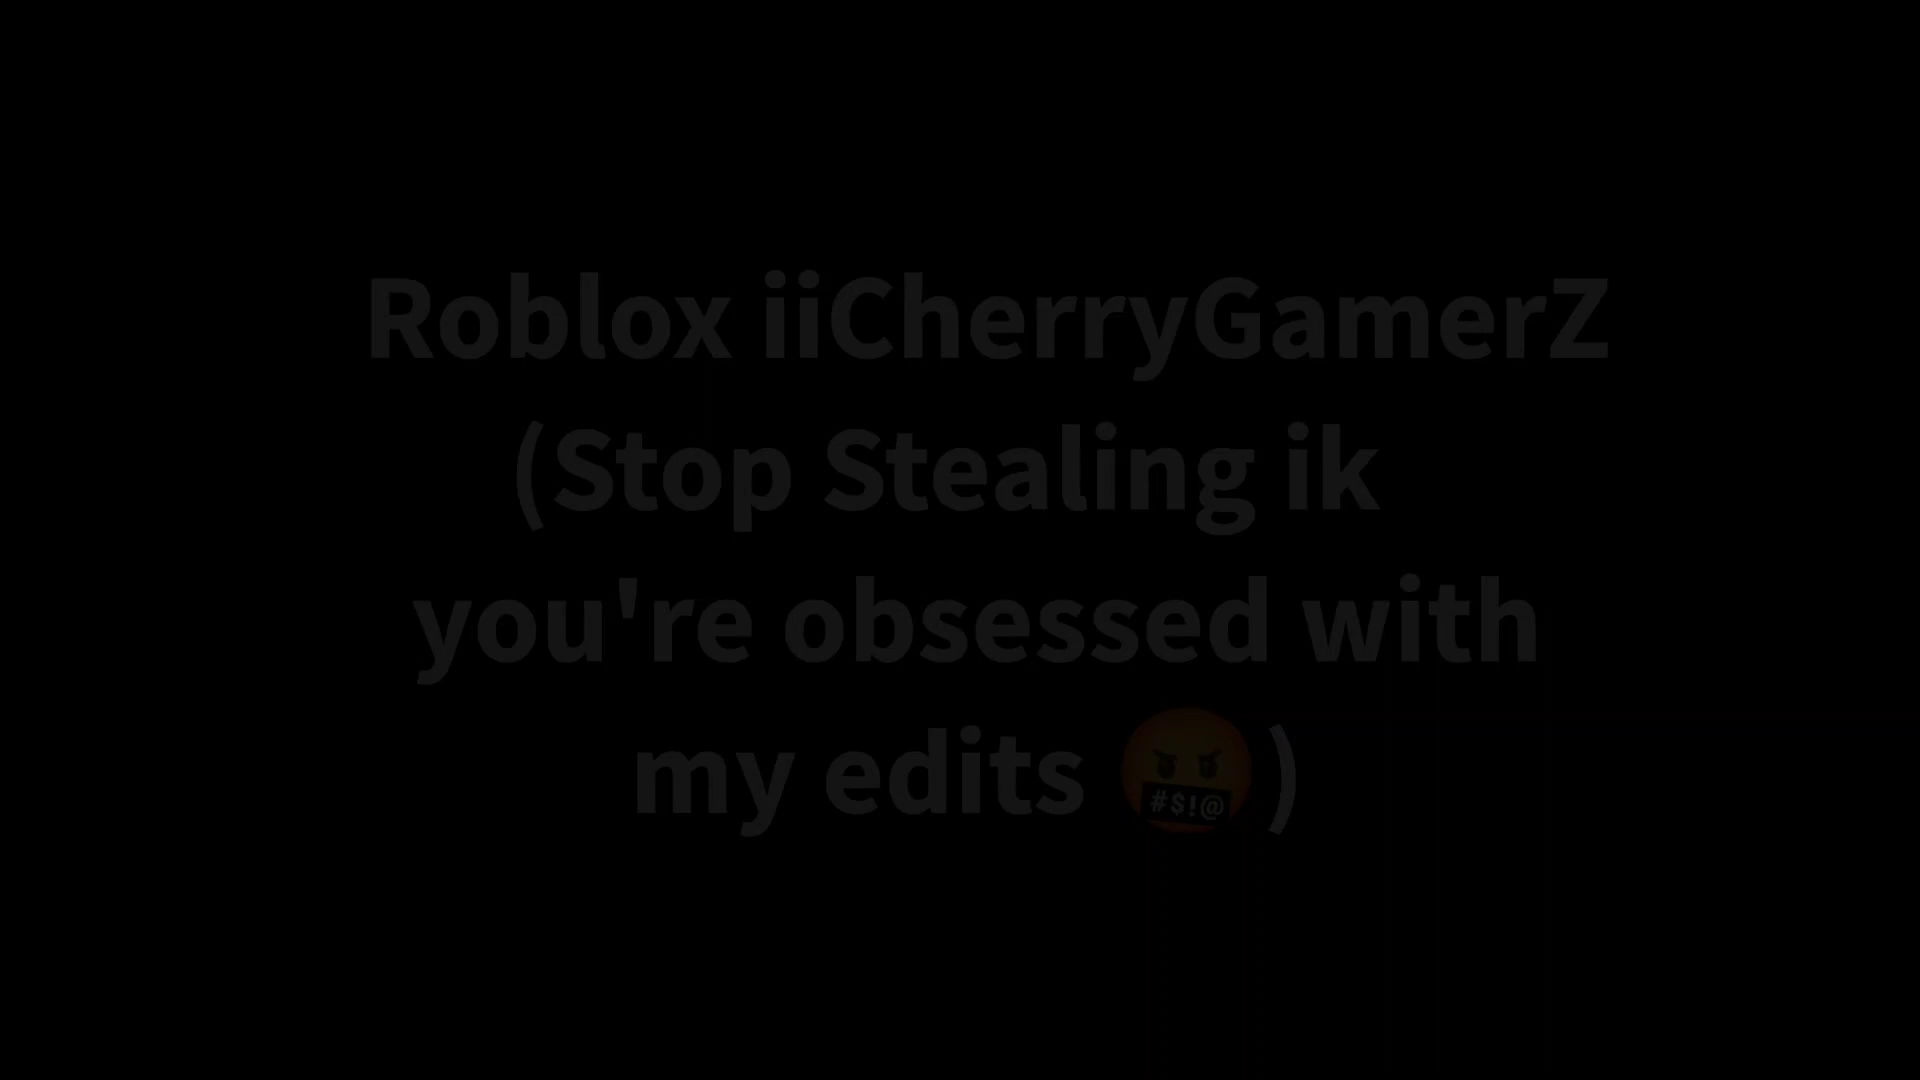 Roblox iiCherryGamerZ
(Stop Stealing ik
you're obsessed with
my edits 🤬)